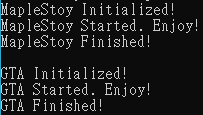 MapleStoy Initialized!
MapleStoy Started. Enjoy!
MapleStoy Finished!

GTA Initialized!
GTA Started. Enjoy!
GTA Finished!